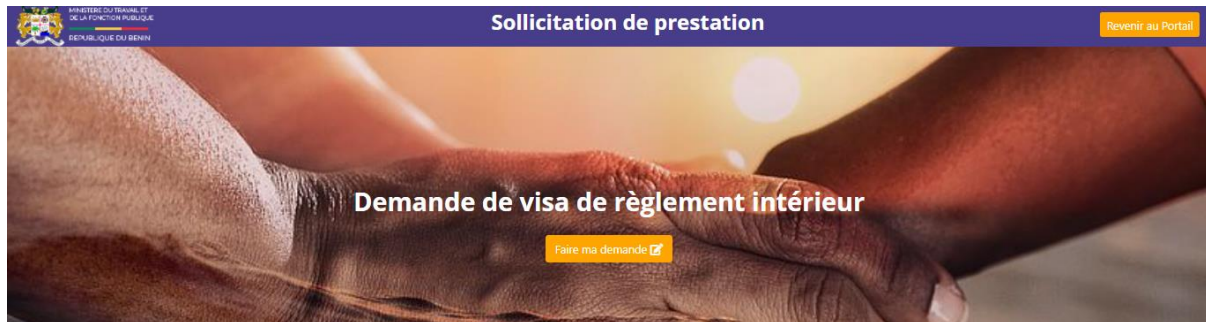 MINISTERE DU TRAVAIL ET
DE LA FONCTION PUBLIQUE
REPUBLIQUE DU BENIN
Sollicitation de prestation
Revenir au Portail
Demande de visa de règlement intérieur
Faire ma demande